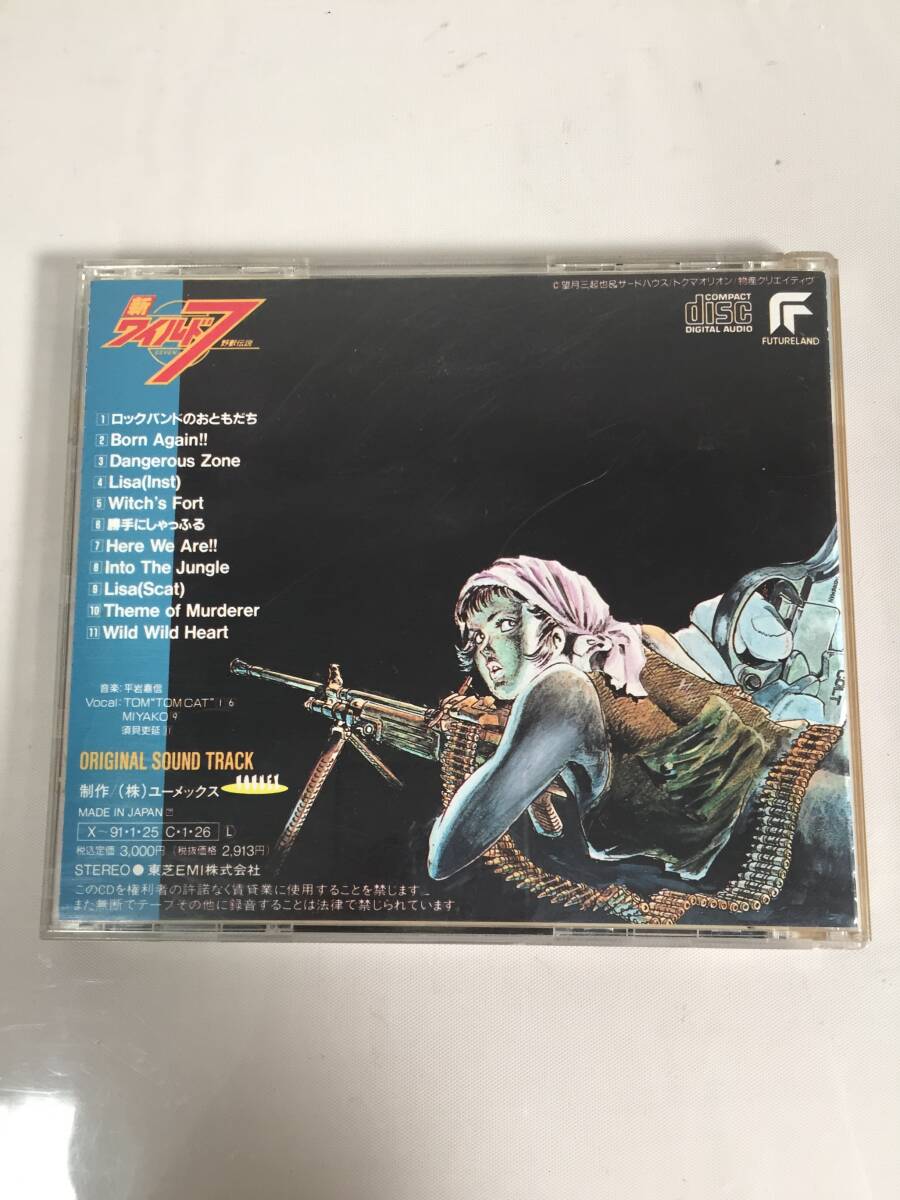 ©望月三起也&サードハウス/トクマオリオン/物産クリエイティヴ
COMPACT
disc
DIGITAL AUDIO
FUTURELAND
新
ワイルド7
SEVEN
野獣伝説
1 ロックバンドのおともだち
2 Born Again!!
3 Dangerous Zone
4 Lisa(Inst)
5 Witch's Fort
6 勝手にしゃっふる
7 Here We Are!!
8 Into The Jungle
9 Lisa(Scat)
10 Theme of Murderer
11 Wild Wild Heart
音楽:平岩嘉信
Vocal:TOM"TOM CAT" 1 6
MIYAKO 9
須貝吏延 11
ORIGINAL SOUND TRACK
制作/(株)ユーメックス
MADE IN JAPAN
X〜91・1・25 C・1・26 L
税込定価 3,000円 (税抜価格 2,913円)
STEREO● 東芝EMI株式会社
このCDを権利者の許諾なく賃貸業に使用することを禁じます
また無断でテープその他に録音することは法律で禁じられています。